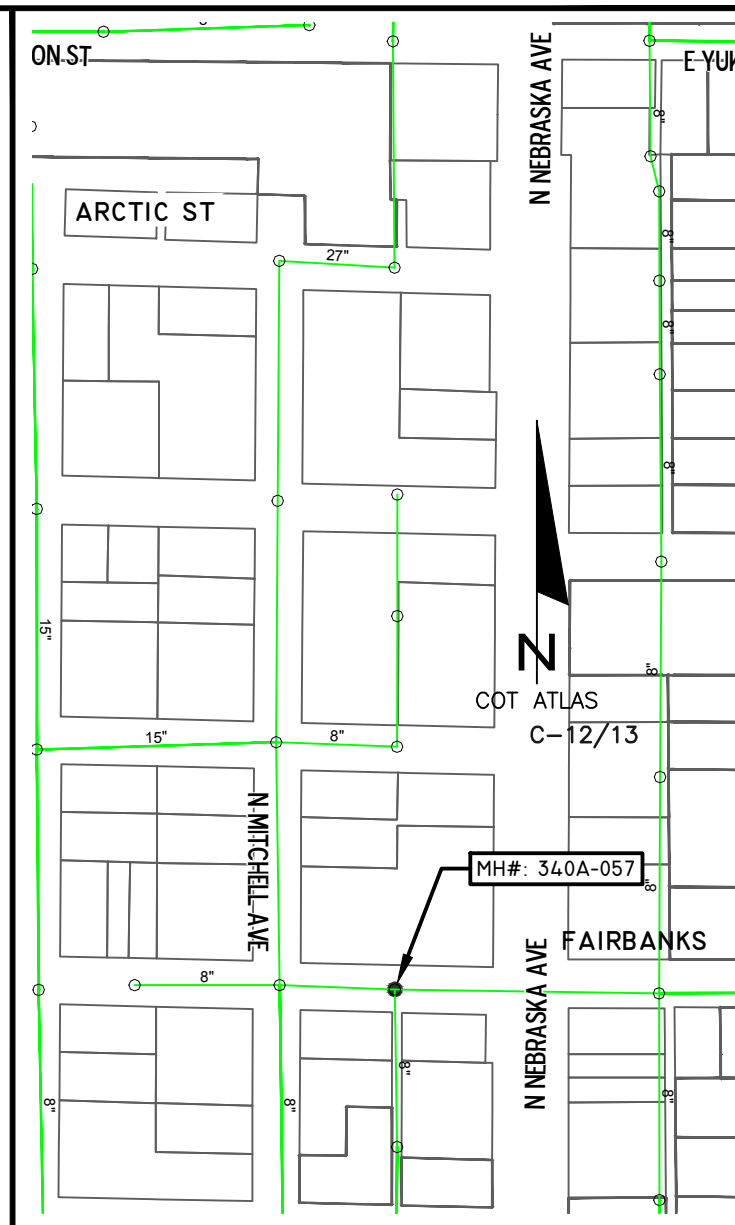 ON ST
N NEBRASKA AVE
E YUK
8"
ARCTIC ST
27"
8"
8"
8"
8"
15"
N
COT ATLAS
C-12/13
8"
15"
8"
N MITCHELL AVE
MH#: 340A-057
8"
N NEBRASKA AVE
FAIRBANKS
8"
8"
8"
8"
8"